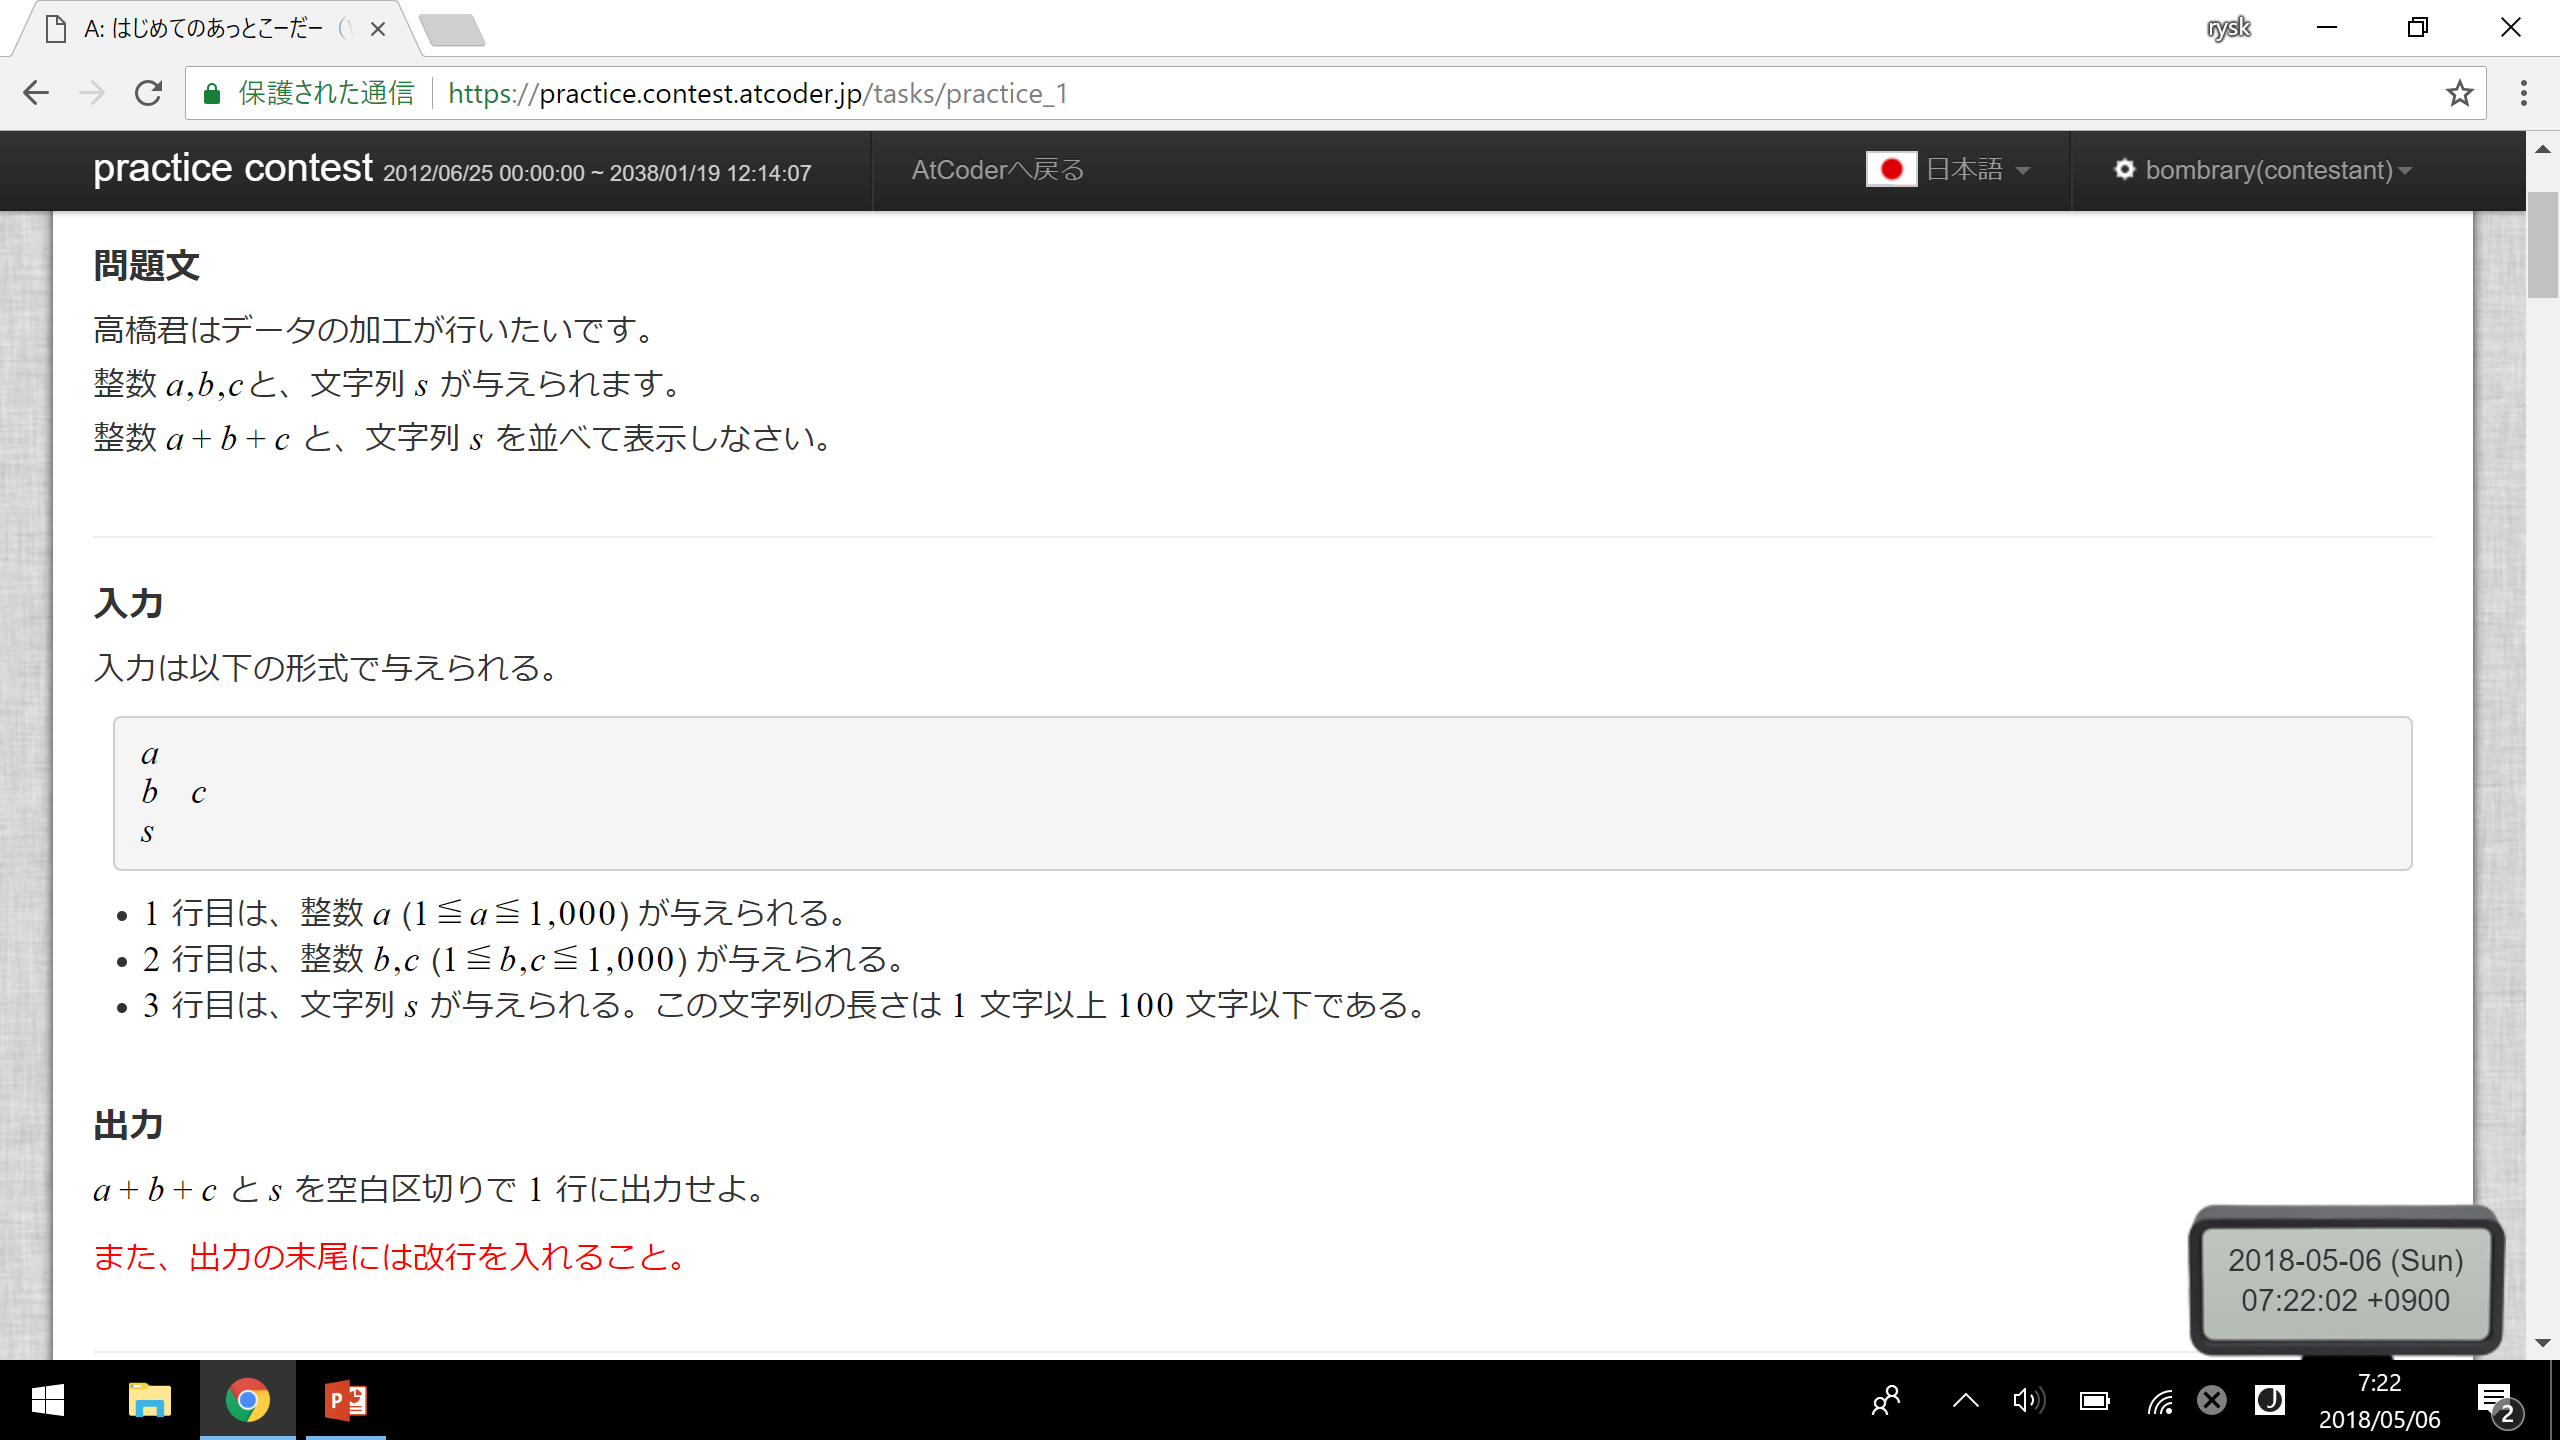 A: はじめてのあっとこーだー
rysk
保護された通信
https://practice.contest.atcoder.jp/tasks/practice_1
practice contest 2012/06/25 00:00:00 ~ 2038/01/19 12:14:07
AtCoderへ戻る
日本語
bombrary(contestant)
問題文
高橋君はデータの加工が行いたいです。
整数 a,b,cと、文字列 s が与えられます。
整数 a + b + c と、文字列 s を並べて表示しなさい。
入力
入力は以下の形式で与えられる。
a
b c
s
• 1 行目は、整数 a (1≦a≦1,000) が与えられる。
• 2 行目は、整数 b,c (1≦b,c≦1,000) が与えられる。
• 3 行目は、文字列 s が与えられる。この文字列の長さは 1 文字以上 100 文字以下である。
出力
a + b + c と s を空白区切りで 1 行に出力せよ。
また、出力の末尾には改行を入れること。
2018-05-06 (Sun)
07:22:02 +0900
7:22
2018/05/06
2